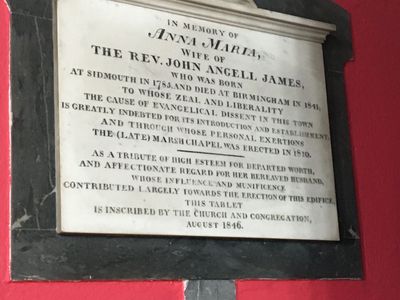 IN MEMORY OF
ANNA MARIA,
WIFE OF
THE REV. JOHN ANGELL JAMES,
WHO WAS BORN
AT SIDMOUTH IN 1785, AND DIED AT BIRMINGHAM IN 1841,
TO WHOSE ZEAL AND LIBERALITY
THE CAUSE OF EVANGELICAL DISSENT IN THIS TOWN
IS GREATLY INDEBTED FOR ITS INTRODUCTION AND ESTABLISHMENT,
AND THROUGH WHOSE PERSONAL EXERTIONS
THE (LATE) MARSH CHAPEL WAS ERECTED IN 1810.
AS A TRIBUTE OF HIGH ESTEEM FOR DEPARTED WORTH,
AND AFFECTIONATE REGARD FOR HER BEREAVED HUSBAND,
WHOSE INFLUENCE AND MUNIFICENCE
CONTRIBUTED LARGELY TOWARDS THE ERECTION OF THIS EDIFICE,
THIS TABLET
IS INSCRIBED BY THE CHURCH AND CONGREGATION,
AUGUST 1846.